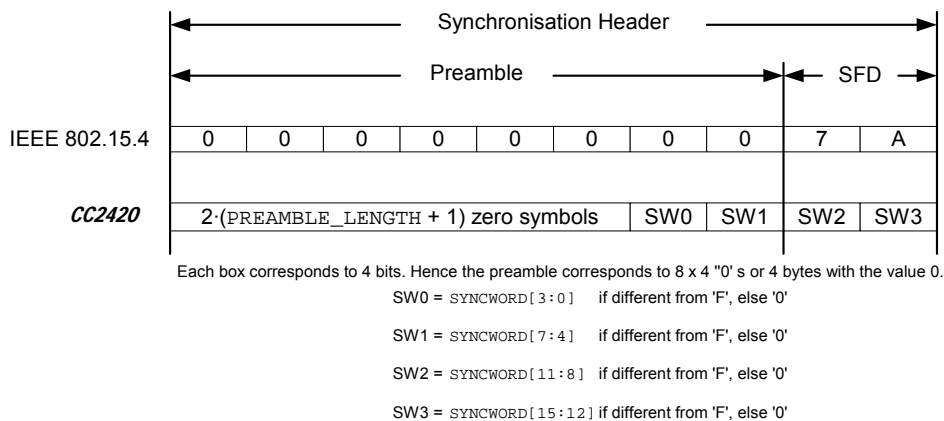 Synchronisation Header
Preamble SFD
IEEE 802.15.4 0 0 0 0 0 0 0 0 7 A
CC2420 2·(PREAMBLE_LENGTH + 1) zero symbols SW0 SW1 SW2 SW3
Each box corresponds to 4 bits. Hence the preamble corresponds to 8 x 4 "0' s or 4 bytes with the value 0.
SW0 = SYNCWORD[3:0] if different from 'F', else '0'
SW1 = SYNCWORD[7:4] if different from 'F', else '0'
SW2 = SYNCWORD[11:8] if different from 'F', else '0'
SW3 = SYNCWORD[15:12] if different from 'F', else '0'